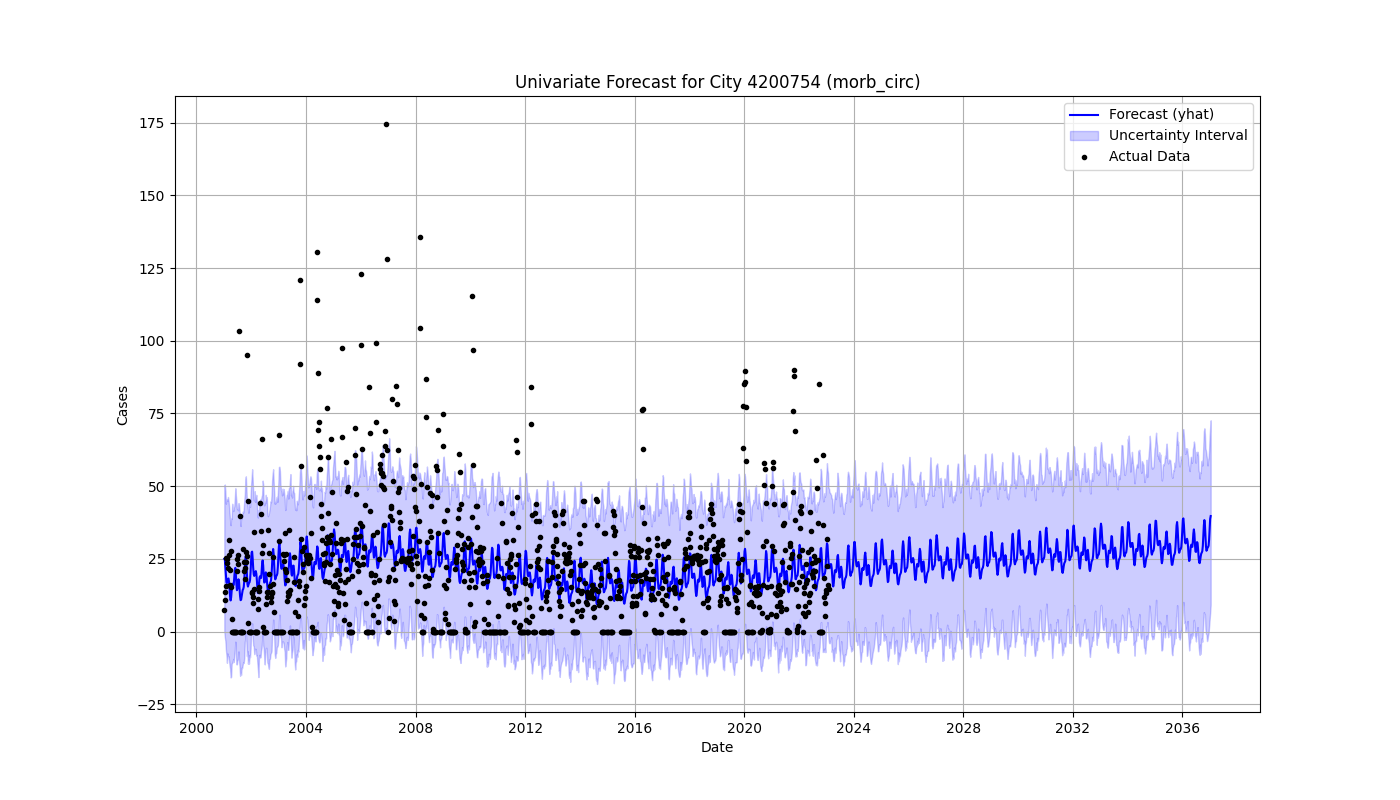 Univariate Forecast for City 4200754 (morb_circ)
Forecast (yhat)
Uncertainty Interval
Actual Data
Cases
175
150
125
100
75
50
25
0
−25
2000 2004 2008 2012 2016 2020 2024 2028 2032 2036
Date